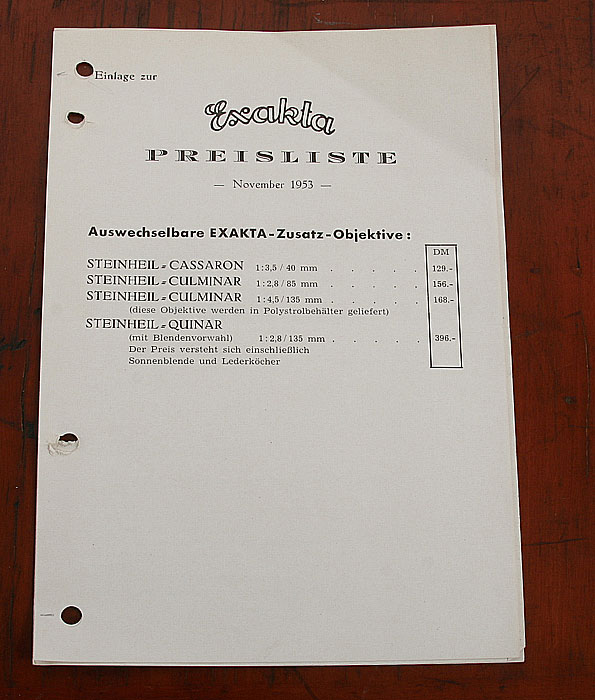 Einlage zur
Exakta
PREISLISTE
— November 1953 —
Auswechselbare EXAKTA-Zusatz-Objektive:
DM
STEINHEIL=CASSARON 1:3,5 / 40 mm . . . . . 129.-
STEINHEIL=CULMINAR 1:2,8 / 85 mm . . . . . 156.-
STEINHEIL=CULMINAR 1:4,5 / 135 mm . . . . . 168.-
(diese Objektive werden in Polystrolbehälter geliefert)
STEINHEIL=QUINAR
(mit Blendenvorwahl) 1:2,8 / 135 mm . . . . . 396.-
Der Preis versteht sich einschließlich
Sonnenblende und Lederköcher